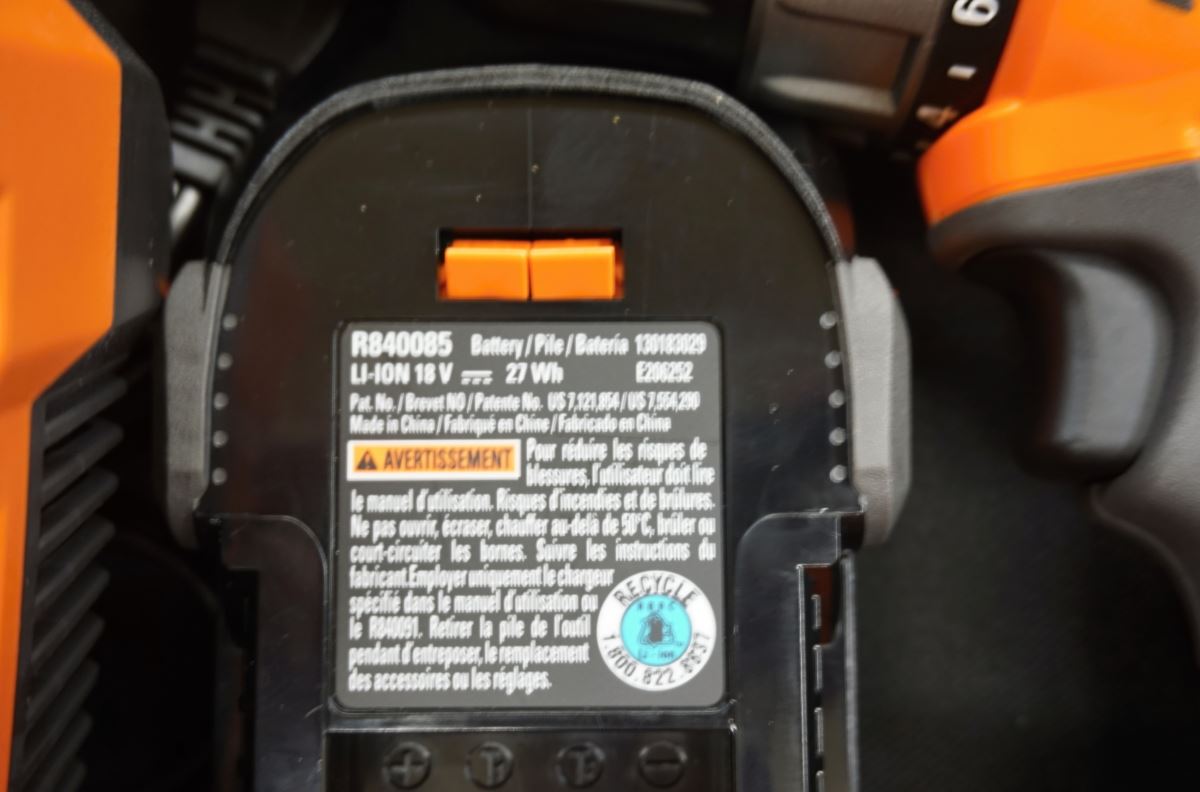 6
4
R840085 Battery / Pile / Batería 130183029
LI-ION 18 V 27 Wh E206252
Pat. No. / Brevet NO / Patente No. US 7,121,854 / US 7,554,290
Made in China / Fabriqué en Chine / Fabricado en China
AVERTISSEMENT Pour réduire les risques de
blessures, l'utilisateur doit lire
le manuel d'utilisation. Risques d'incendies et de brûlures.
Ne pas ouvrir, écraser, chauffer au-delà de 50°C, brûler ou
court-circuiter les bornes. Suivre les instructions du
fabricant.Employer uniquement le chargeur
spécifié dans le manuel d'utilisation ou
le R840091. Retirer la pile de l'outil
pendant d'entreposer, le remplacement
des accessoires ou les réglages.
RECYCLE
RBRC
Li-Ion
1.800.822.8837
+ T T −